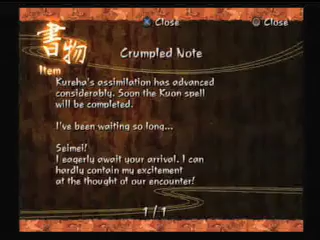 Close
Close
書物
Item
Crumpled Note
Kureha's assimilation has advanced
considerably. Soon the Kuon spell
will be completed.
I've been waiting so long...
Seimei?
I eagerly await your arrival. I can
hardly contain my excitement
at the thought of our encounter!
1/1